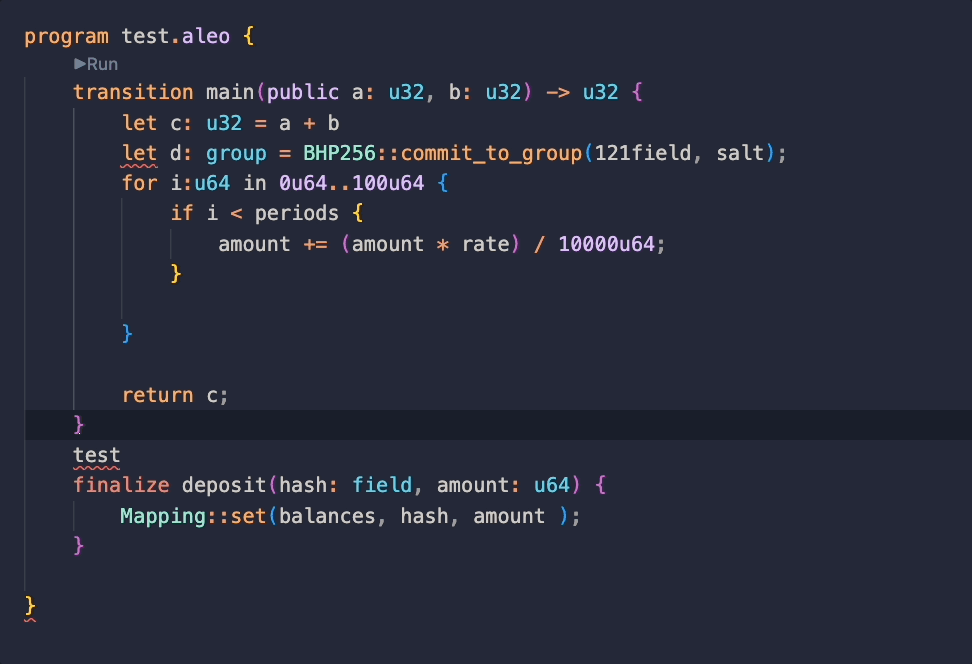 program test.aleo {
▶Run
transition main(public a: u32, b: u32) -> u32 {
let c: u32 = a + b
let d: group = BHP256::commit_to_group(121field, salt);
for i:u64 in 0u64..100u64 {
if i < periods {
amount += (amount * rate) / 10000u64;
}
}
return c;
}
test
finalize deposit(hash: field, amount: u64) {
Mapping::set(balances, hash, amount );
}
}